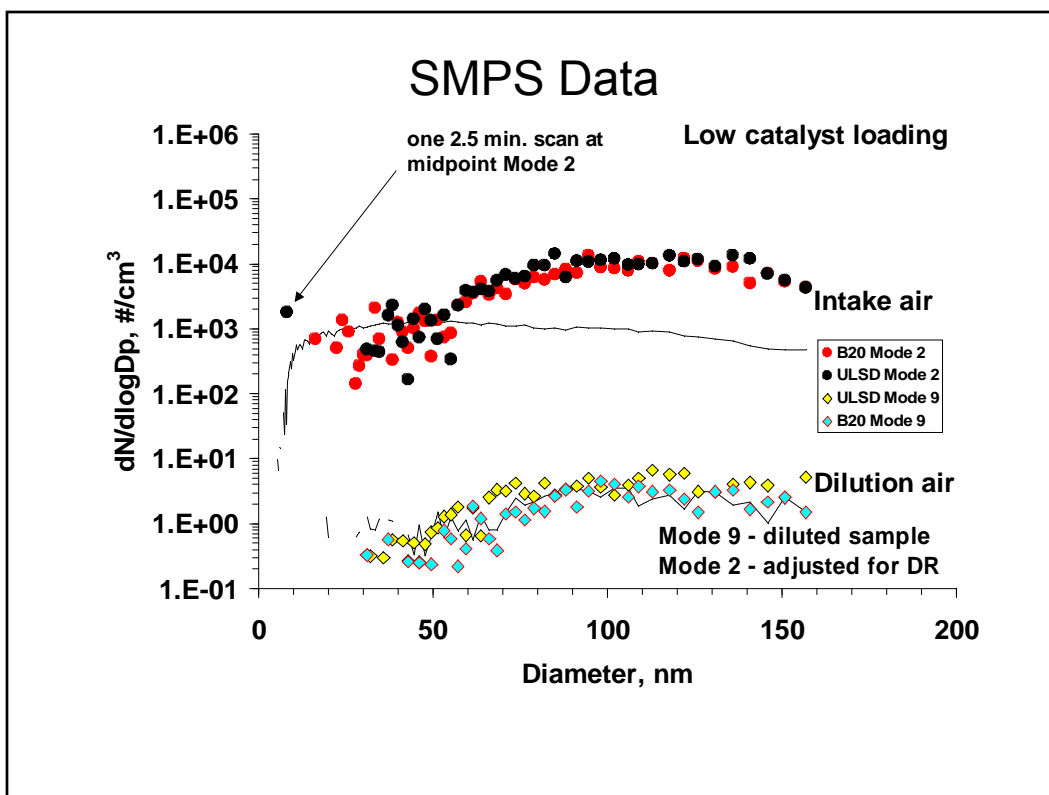 SMPS Data
1.E+06
1.E+05
1.E+04
1.E+03
1.E+02
1.E+01
1.E+00
1.E-01
dN/dlogDp, #/cm³
one 2.5 min. scan at
midpoint Mode 2
Low catalyst loading
Intake air
B20 Mode 2
ULSD Mode 2
ULSD Mode 9
B20 Mode 9
Dilution air
Mode 9 - diluted sample
Mode 2 - adjusted for DR
0 50 100 150 200
Diameter, nm